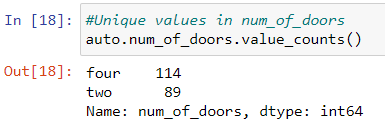 In [18]: #Unique values in num_of_doors
auto.num_of_doors.value_counts()
Out[18]: four    114
two      89
Name: num_of_doors, dtype: int64